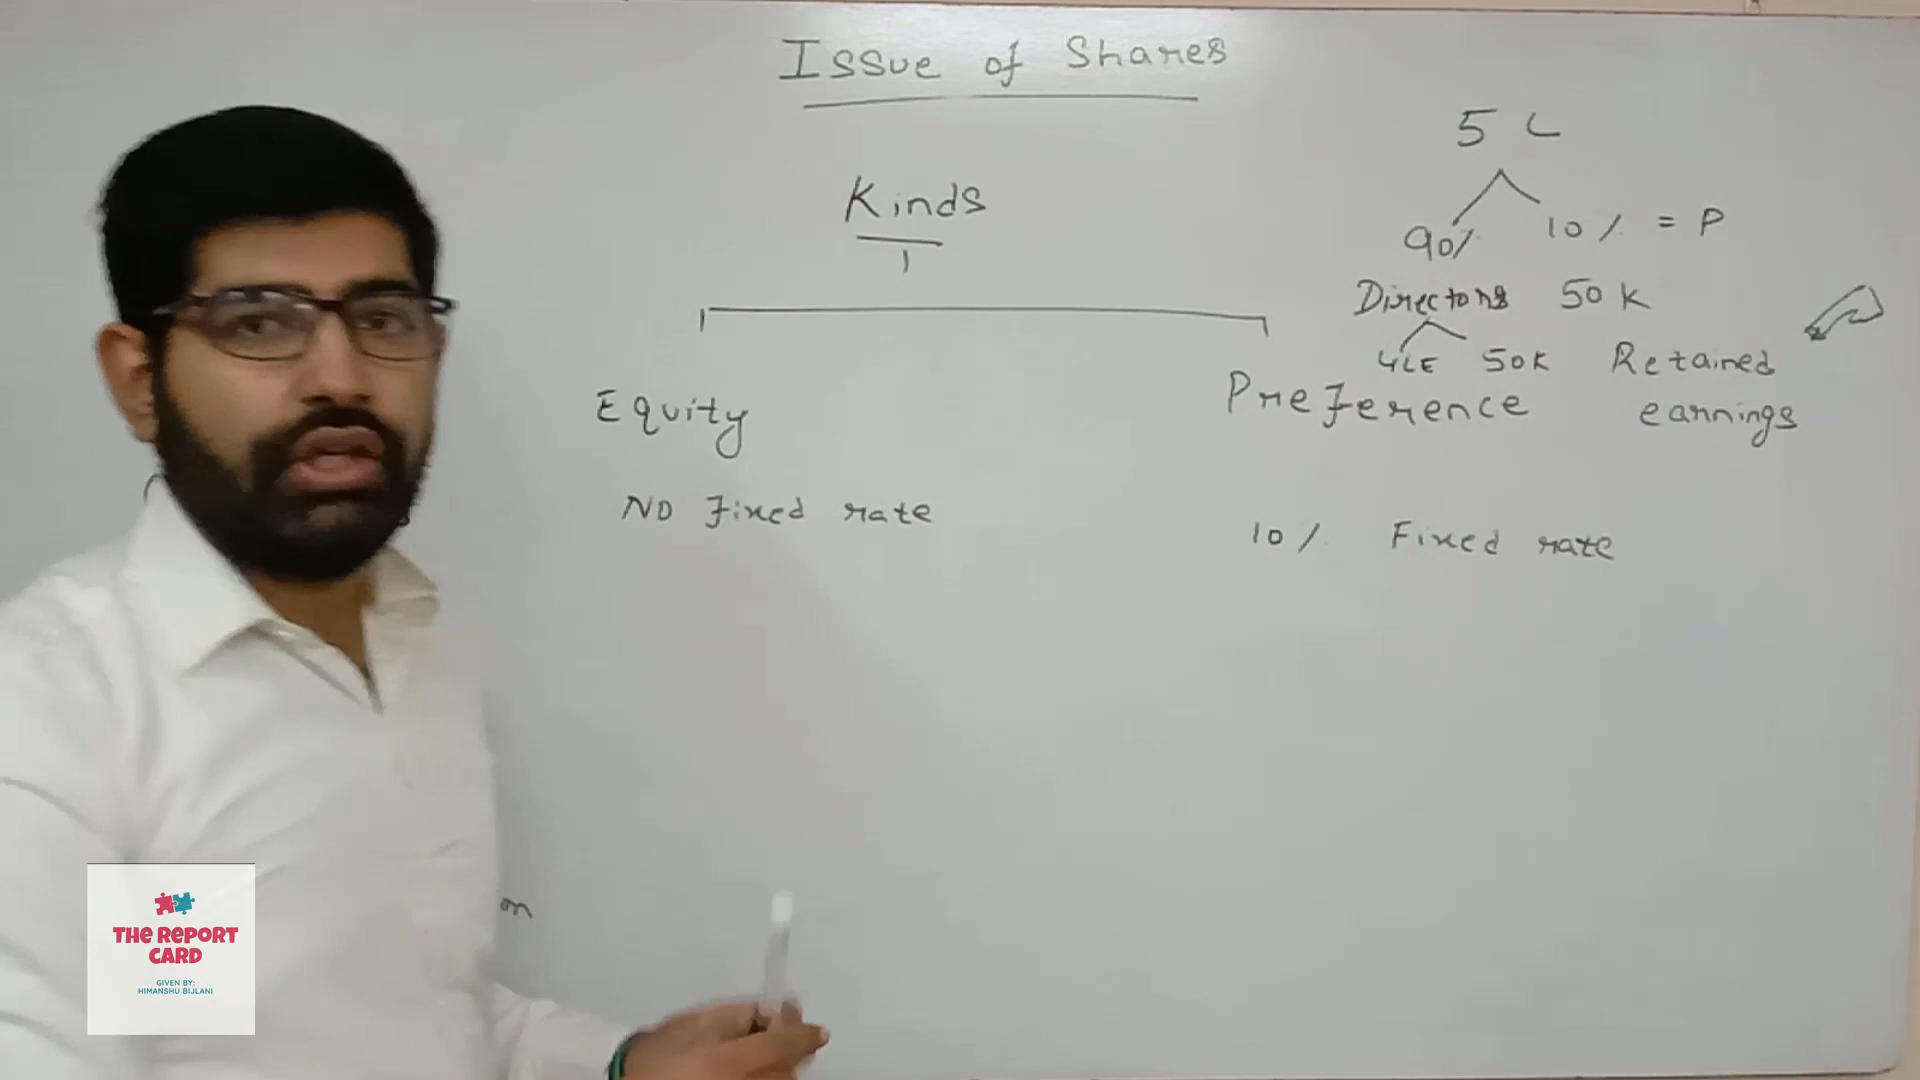 Issue of Shares
Kinds
Equity
No Fixed rate
5 L
90% 10% = P
Directors 50 K
4LE 50K Retained
earnings
Preference
10% Fixed rate
on
THE REPORT
CARD
GIVEN BY:
HIMANSHU BIJLANI